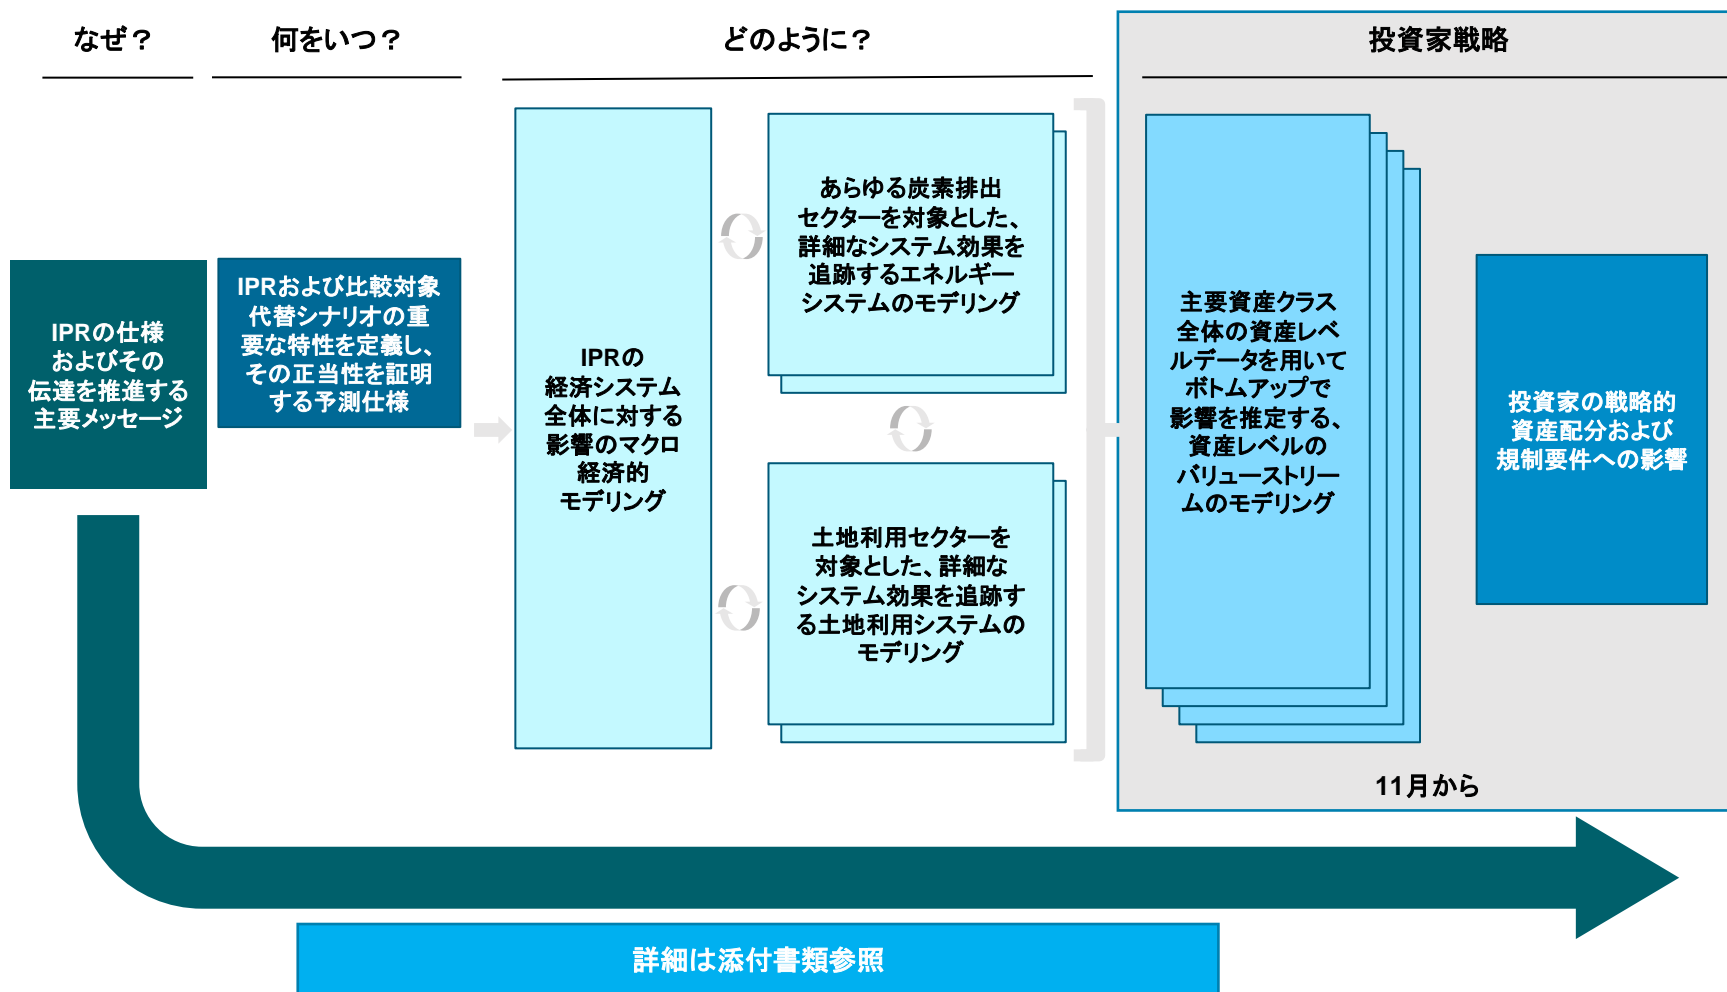 なぜ？
何をいつ？
どのように？
投資家戦略
IPRの仕様
およびその
伝達を推進する
主要メッセージ
IPRおよび比較対象
代替シナリオの重
要な特性を定義し、
その正当性を証明
する予測仕様
IPRの
経済システム
全体に対する
影響のマクロ
経済的
モデリング
あらゆる炭素排出
セクターを対象とした、
詳細なシステム効果を
追跡するエネルギー
システムのモデリング
土地利用セクターを
対象とした、詳細な
システム効果を追跡す
る土地利用システムの
モデリング
主要資産クラス
全体の資産レベ
ルデータを用いて
ボトムアップで
影響を推定する、
資産レベルの
バリューストリー
ムのモデリング
投資家の戦略的
資産配分および
規制要件への影響
11月から
詳細は添付書類参照